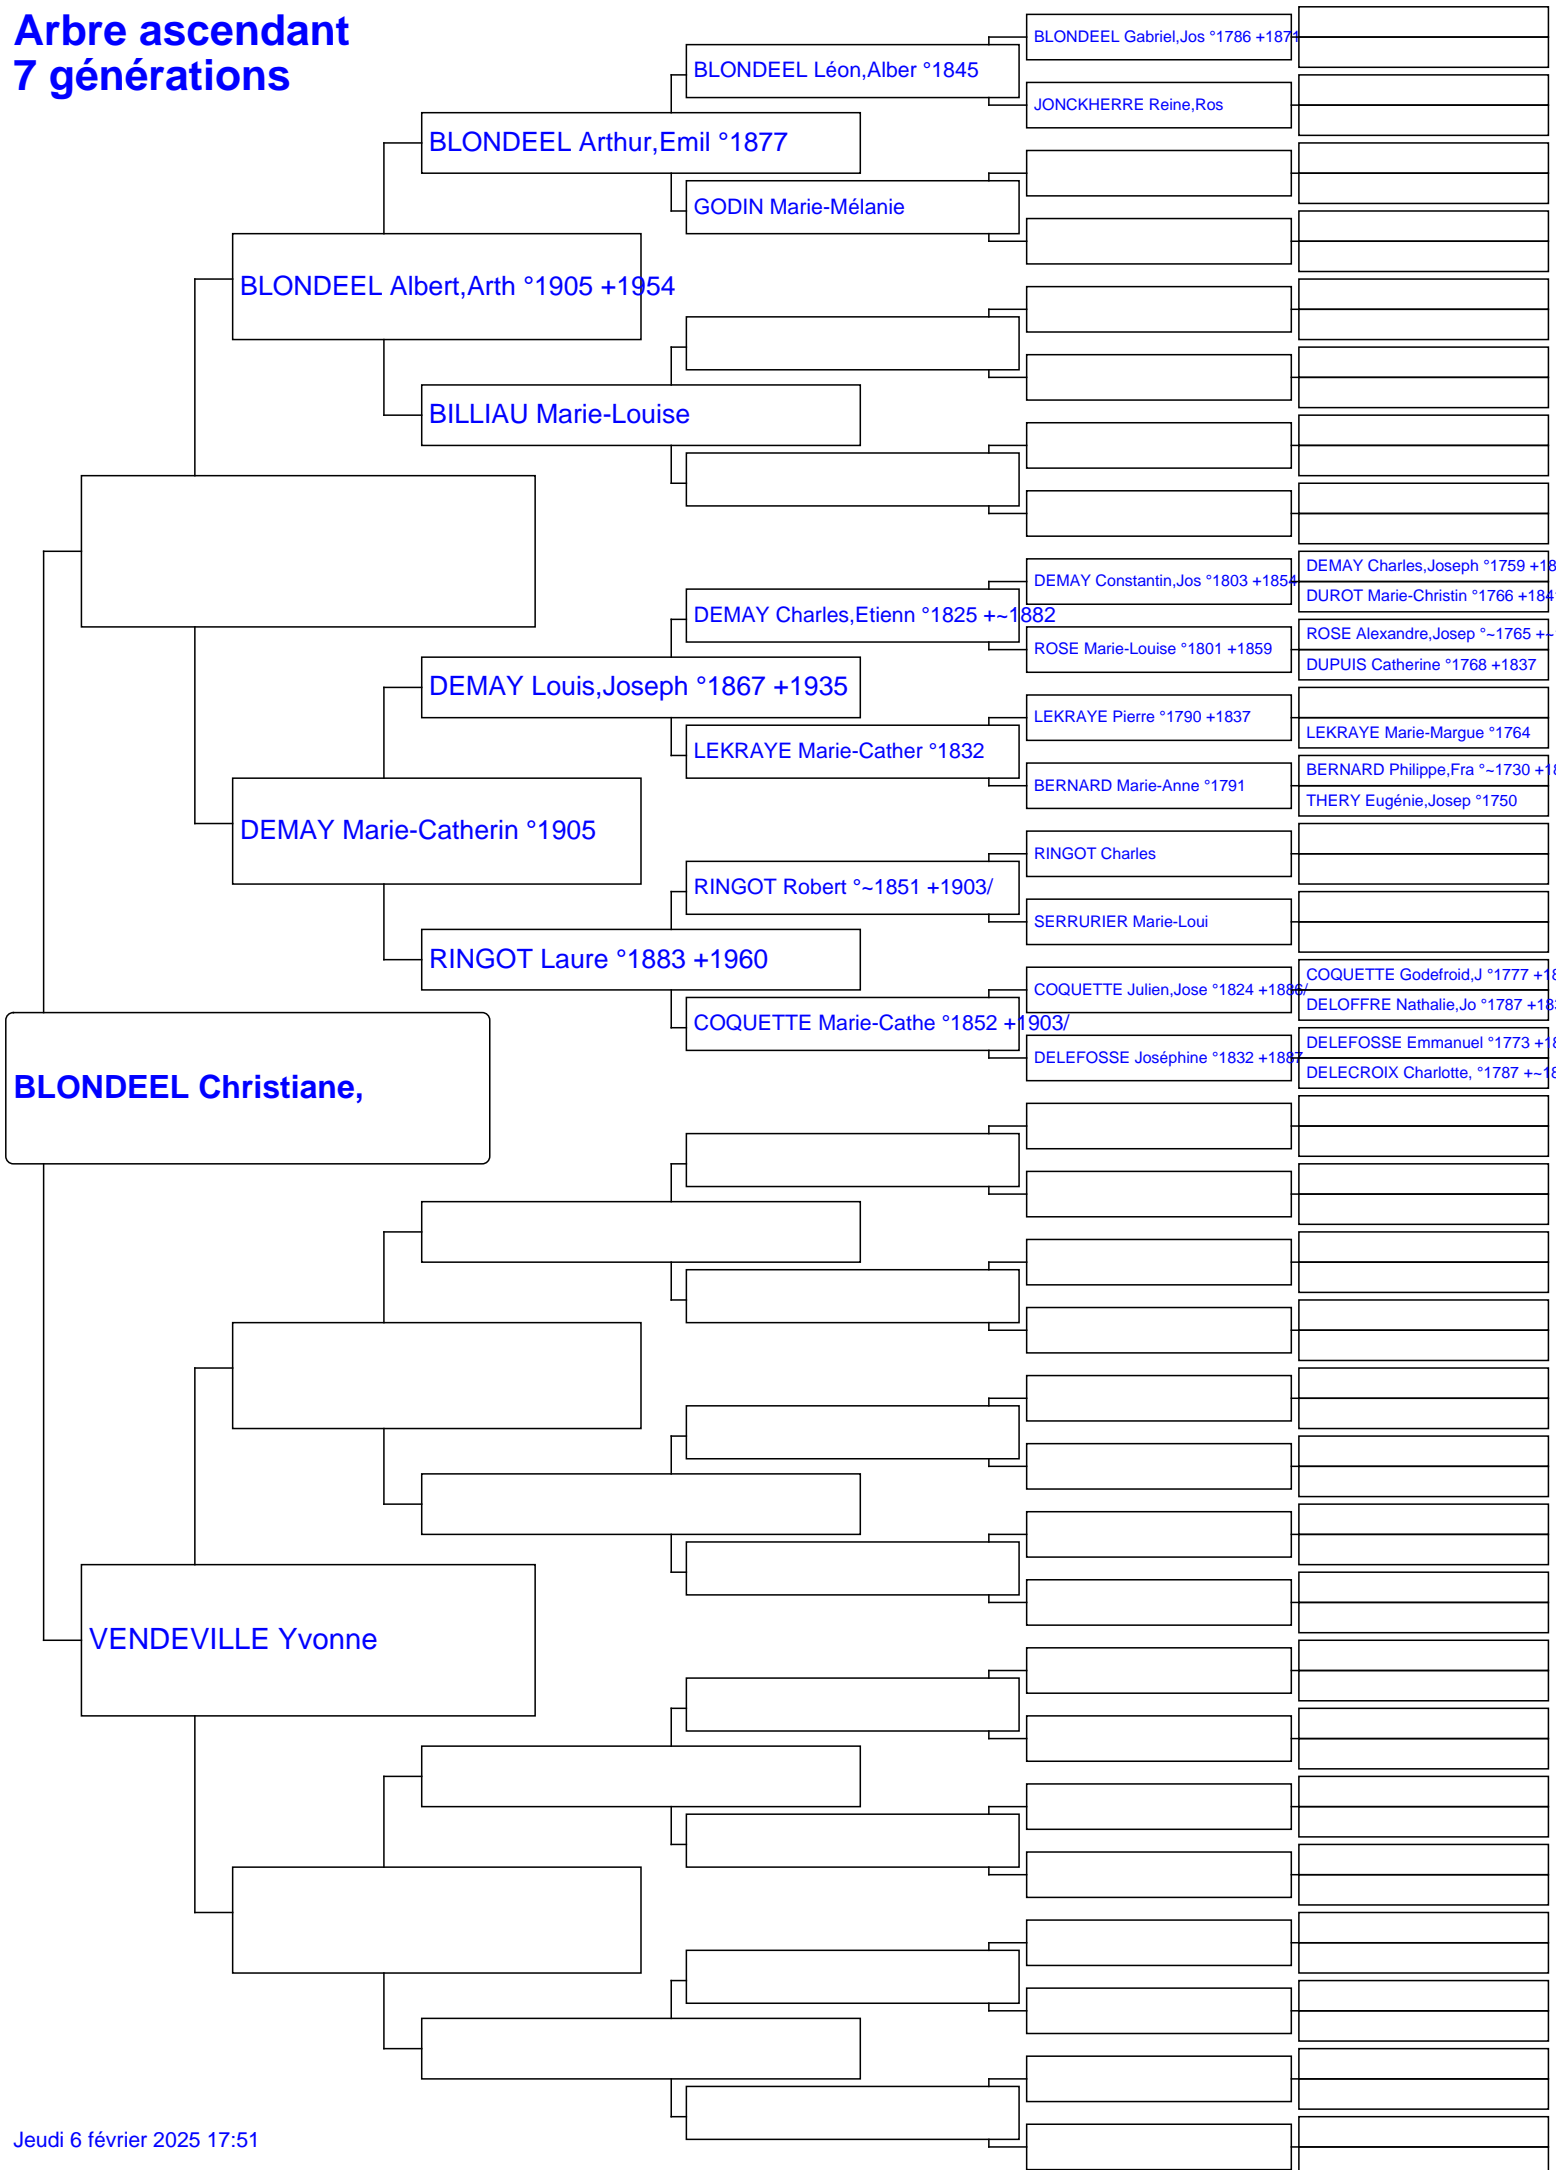 Arbre ascendant
7 générations
BLONDEEL Christiane,
VENDEVILLE Yvonne
BLONDEEL Albert,Arth °1905 +1954
DEMAY Marie-Catherin °1905
BLONDEEL Arthur,Emil °1877
BILLIAU Marie-Louise
DEMAY Louis,Joseph °1867 +1935
RINGOT Laure °1883 +1960
BLONDEEL Léon,Alber °1845
GODIN Marie-Mélanie
DEMAY Charles,Etienn °1825 +~1882
LEKRAYE Marie-Cather °1832
RINGOT Robert °~1851 +1903/
COQUETTE Marie-Cathe °1852 +1903/
BLONDEEL Gabriel,Jos °1786 +1871
JONCKHERRE Reine,Ros
DEMAY Constantin,Jos °1803 +1854
ROSE Marie-Louise °1801 +1859
LEKRAYE Pierre °1790 +1837
BERNARD Marie-Anne °1791
RINGOT Charles
SERRURIER Marie-Loui
COQUETTE Julien,Jose °1824 +1886/
DELEFOSSE Joséphine °1832 +1887
DEMAY Charles,Joseph °1759 +18
DUROT Marie-Christin °1766 +184
ROSE Alexandre,Josep °~1765 +~
DUPUIS Catherine °1768 +1837
LEKRAYE Marie-Margue °1764
BERNARD Philippe,Fra °~1730 +18
THERY Eugénie,Josep °1750
COQUETTE Godefroid,J °1777 +18
DELOFFRE Nathalie,Jo °1787 +183
DELEFOSSE Emmanuel °1773 +18
DELECROIX Charlotte, °1787 +~18
Jeudi 6 février 2025 17:51